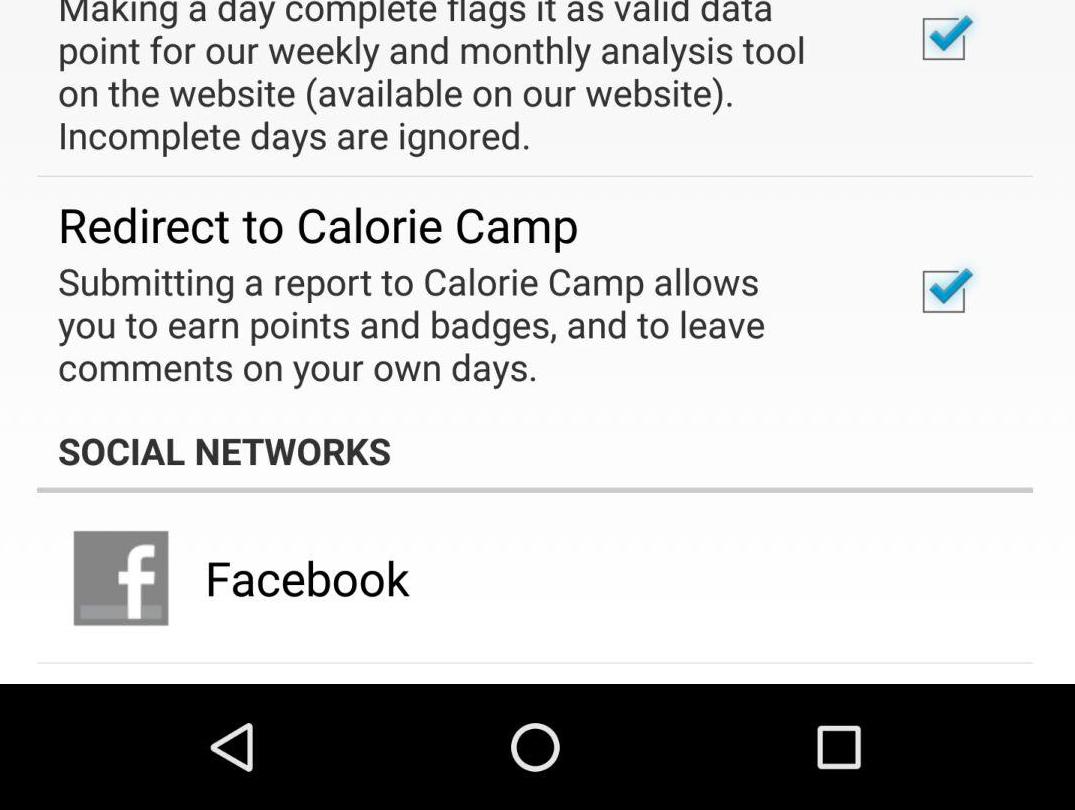 Making a day complete flags it as valid data
point for our weekly and monthly analysis tool
on the website (available on our website).
Incomplete days are ignored.
Redirect to Calorie Camp
Submitting a report to Calorie Camp allows
you to earn points and badges, and to leave
comments on your own days.
SOCIAL NETWORKS
f
Facebook